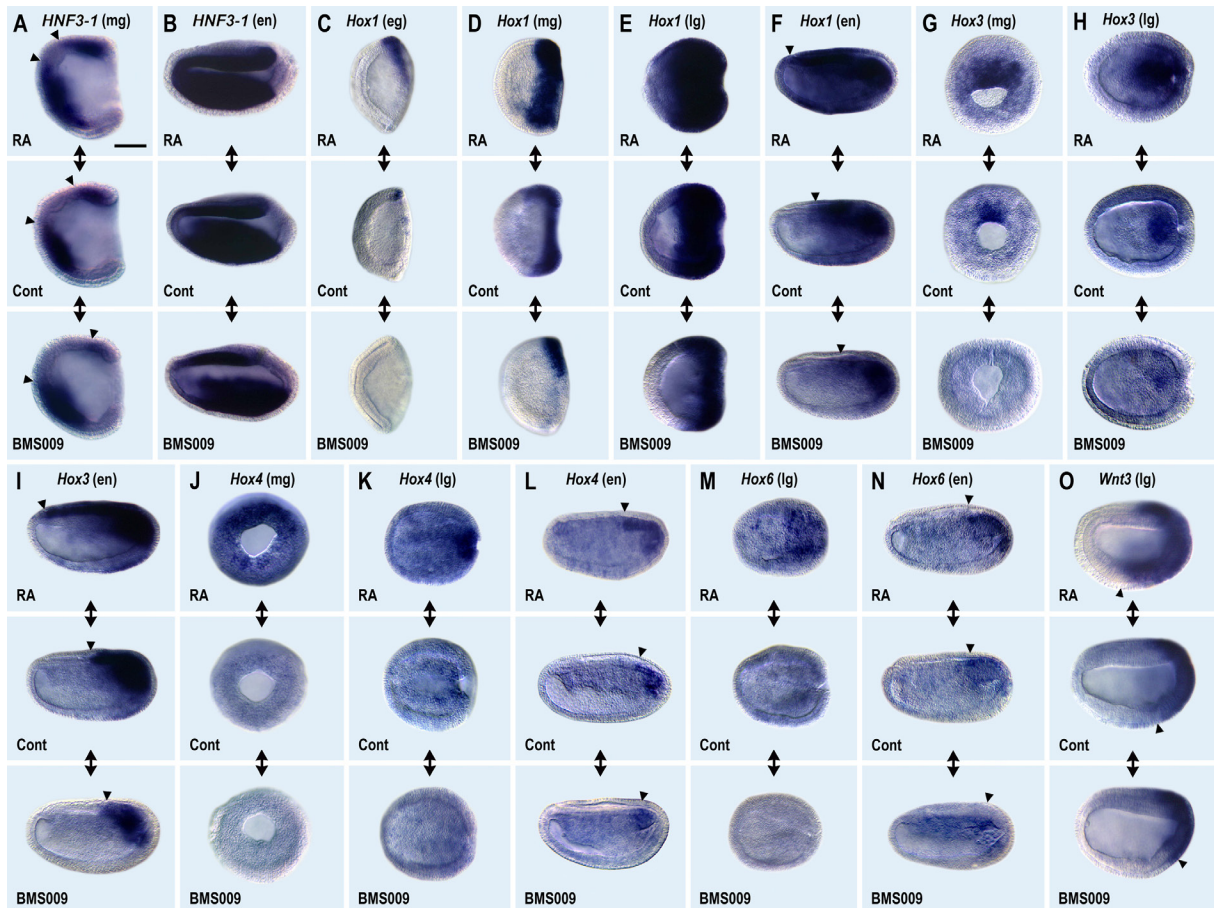 A HNF3-1 (mg) B HNF3-1 (en) C Hox1 (eg) D Hox1 (mg) E Hox1 (lg) F Hox1 (en) G Hox3 (mg) H Hox3 (lg)
RA RA RA RA RA RA RA RA
Cont Cont Cont Cont Cont Cont Cont Cont
BMS009 BMS009 BMS009 BMS009 BMS009 BMS009 BMS009 BMS009
I Hox3 (en) J Hox4 (mg) K Hox4 (lg) L Hox4 (en) M Hox6 (lg) N Hox6 (en) O Wnt3 (lg)
RA RA RA RA RA RA RA
Cont Cont Cont Cont Cont Cont Cont
BMS009 BMS009 BMS009 BMS009 BMS009 BMS009 BMS009